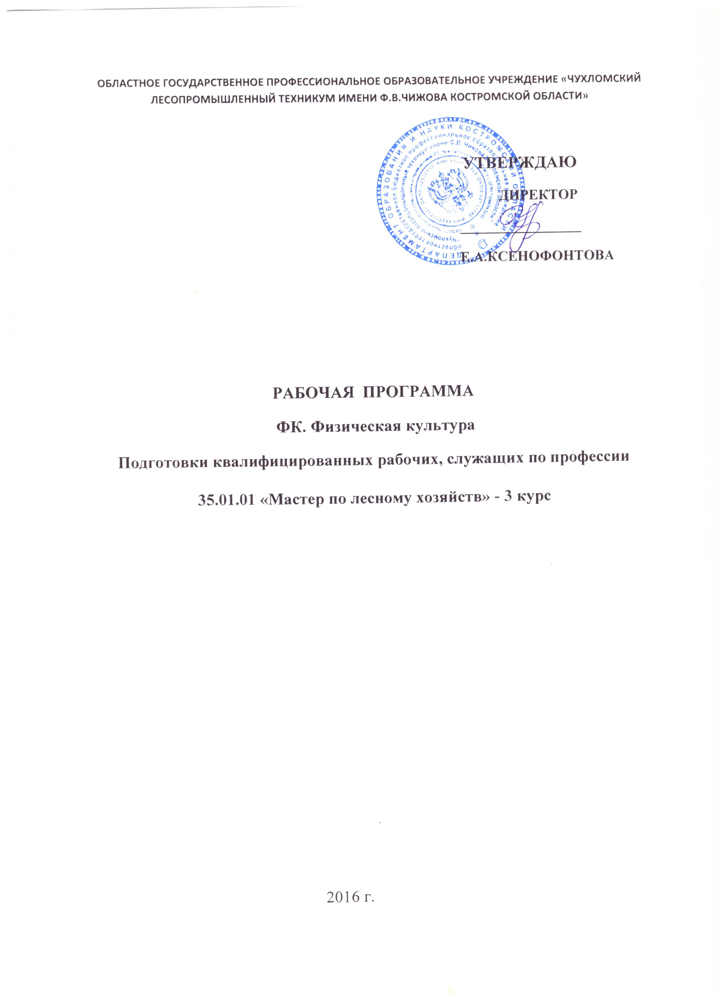 ОБЛАСТНОЕ ГОСУДАРСТВЕННОЕ ПРОФЕССИОНАЛЬНОЕ ОБРАЗОВАТЕЛЬНОЕ УЧРЕЖДЕНИЕ «ЧУХЛОМСКИЙ
ЛЕСОПРОМЫШЛЕННЫЙ ТЕХНИКУМ ИМЕНИ Ф.В.ЧИЖОВА КОСТРОМСКОЙ ОБЛАСТИ»
ДЕПАРТАМЕНТ ОБРАЗОВАНИЯ И НАУКИ КОСТРОМСКОЙ ОБЛАСТИ
областное государственное бюджетное профессиональное образовательное учреждение
"Чухломский лесопромышленный техникум имени Ф.В. Чижова Костромской области"
УТВЕРЖДАЮ
ДИРЕКТОР
Е.А.КСЕНОФОНТОВА
РАБОЧАЯ ПРОГРАММА
ФК. Физическая культура
Подготовки квалифицированных рабочих, служащих по профессии
35.01.01 «Мастер по лесному хозяйств» - 3 курс
2016 г.